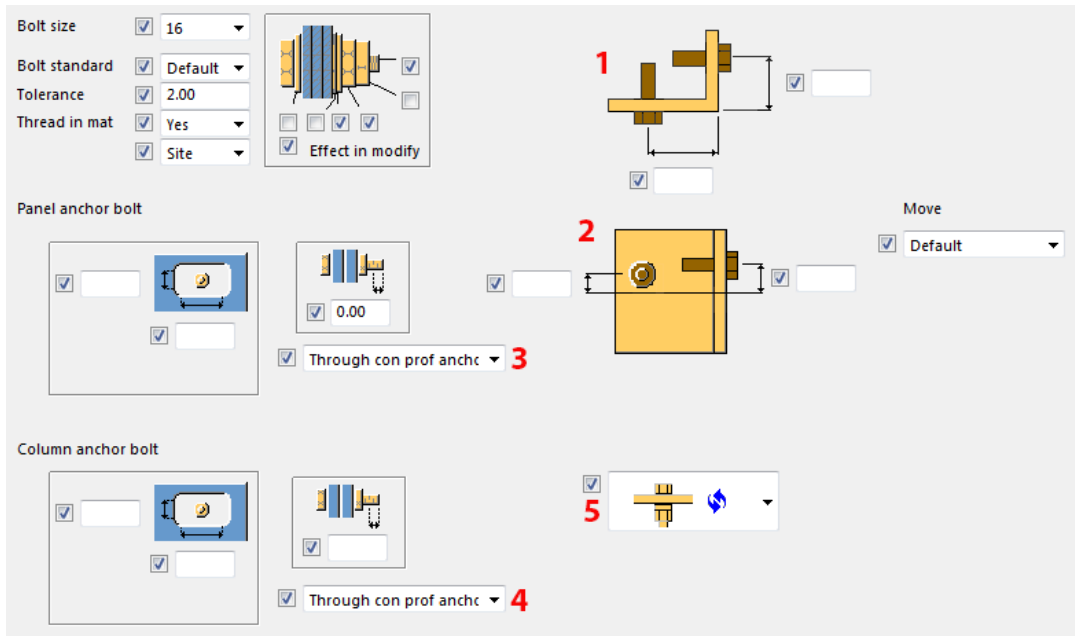 Bolt size 16
Bolt standard Default
Tolerance 2.00
Thread in mat Yes
Site
Effect in modify
1
Panel anchor bolt
2
Move
Default
0.00
Through con prof anchc 3
Column anchor bolt
5
Through con prof anchc 4